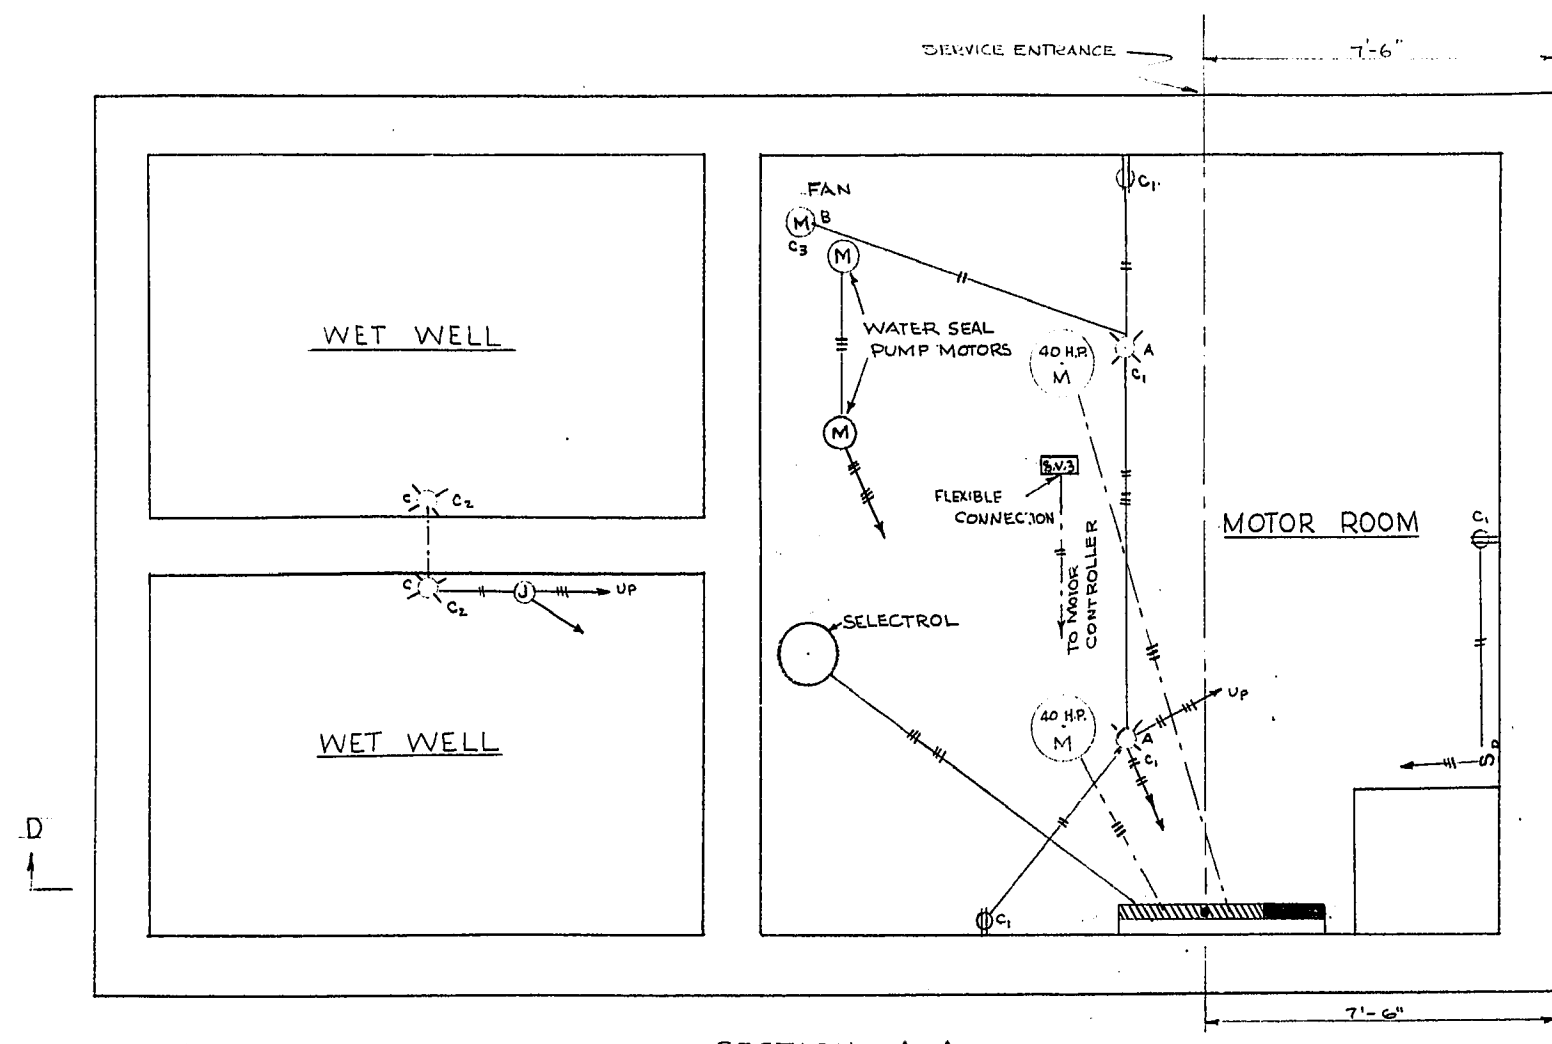 SERVICE ENTRANCE
7'-6"
FAN
M B
C3
M
C1
WET WELL
WATER SEAL
PUMP MOTORS
40 H.P.
M
A
C1
M
S.V.3
FLEXIBLE
CONNECTION
C C2
MOTOR ROOM
C1
TO MOTOR
CONTROLLER
C
C2
J
UP
SELECTROL
WET WELL
40 H.P.
M
A
C1
UP
S
D
C1
7'-6"